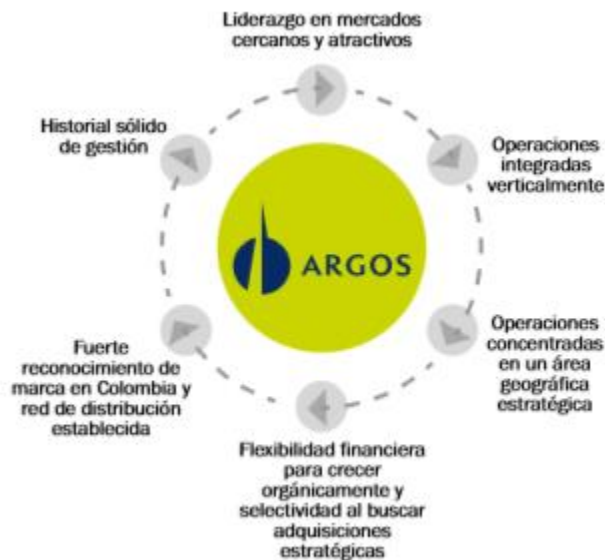 Liderazgo en mercados
cercanos y atractivos
Operaciones
integradas
verticalmente
Operaciones
concentradas
en un área
geográfica
estratégica
Flexibilidad financiera
para crecer
orgánicamente y
selectividad al buscar
adquisiciones
estratégicas
Fuerte
reconocimiento de
marca en Colombia y
red de distribución
establecida
Historial sólido
de gestión
ARGOS